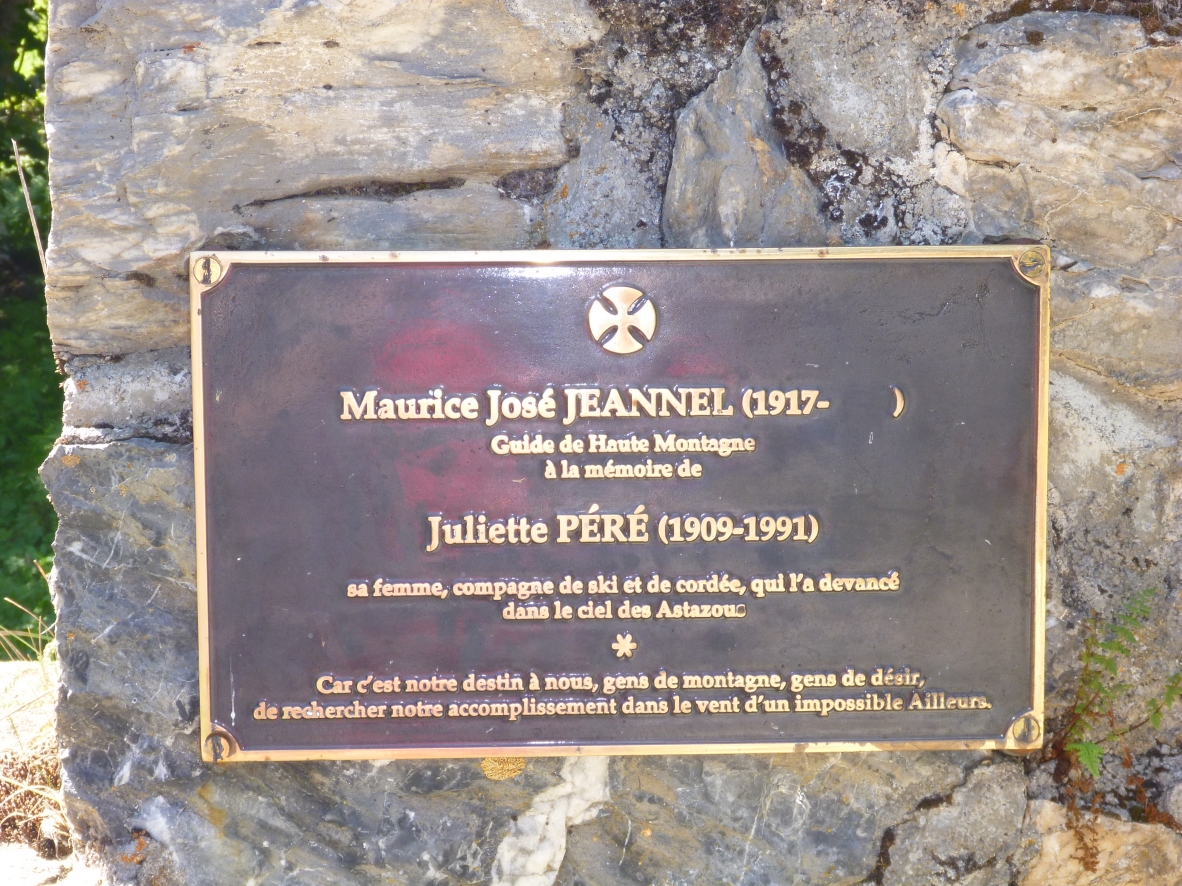 Maurice José JEANNEL (1917-     )
Guide de Haute Montagne
à la mémoire de
Juliette PÉRÉ (1909-1991)
sa femme, compagne de ski et de cordée, qui l'a devancé
dans le ciel des Astazous
*
Car c'est notre destin à nous, gens de montagne, gens de désir,
de rechercher notre accomplissement dans le vent d'un impossible Ailleurs.